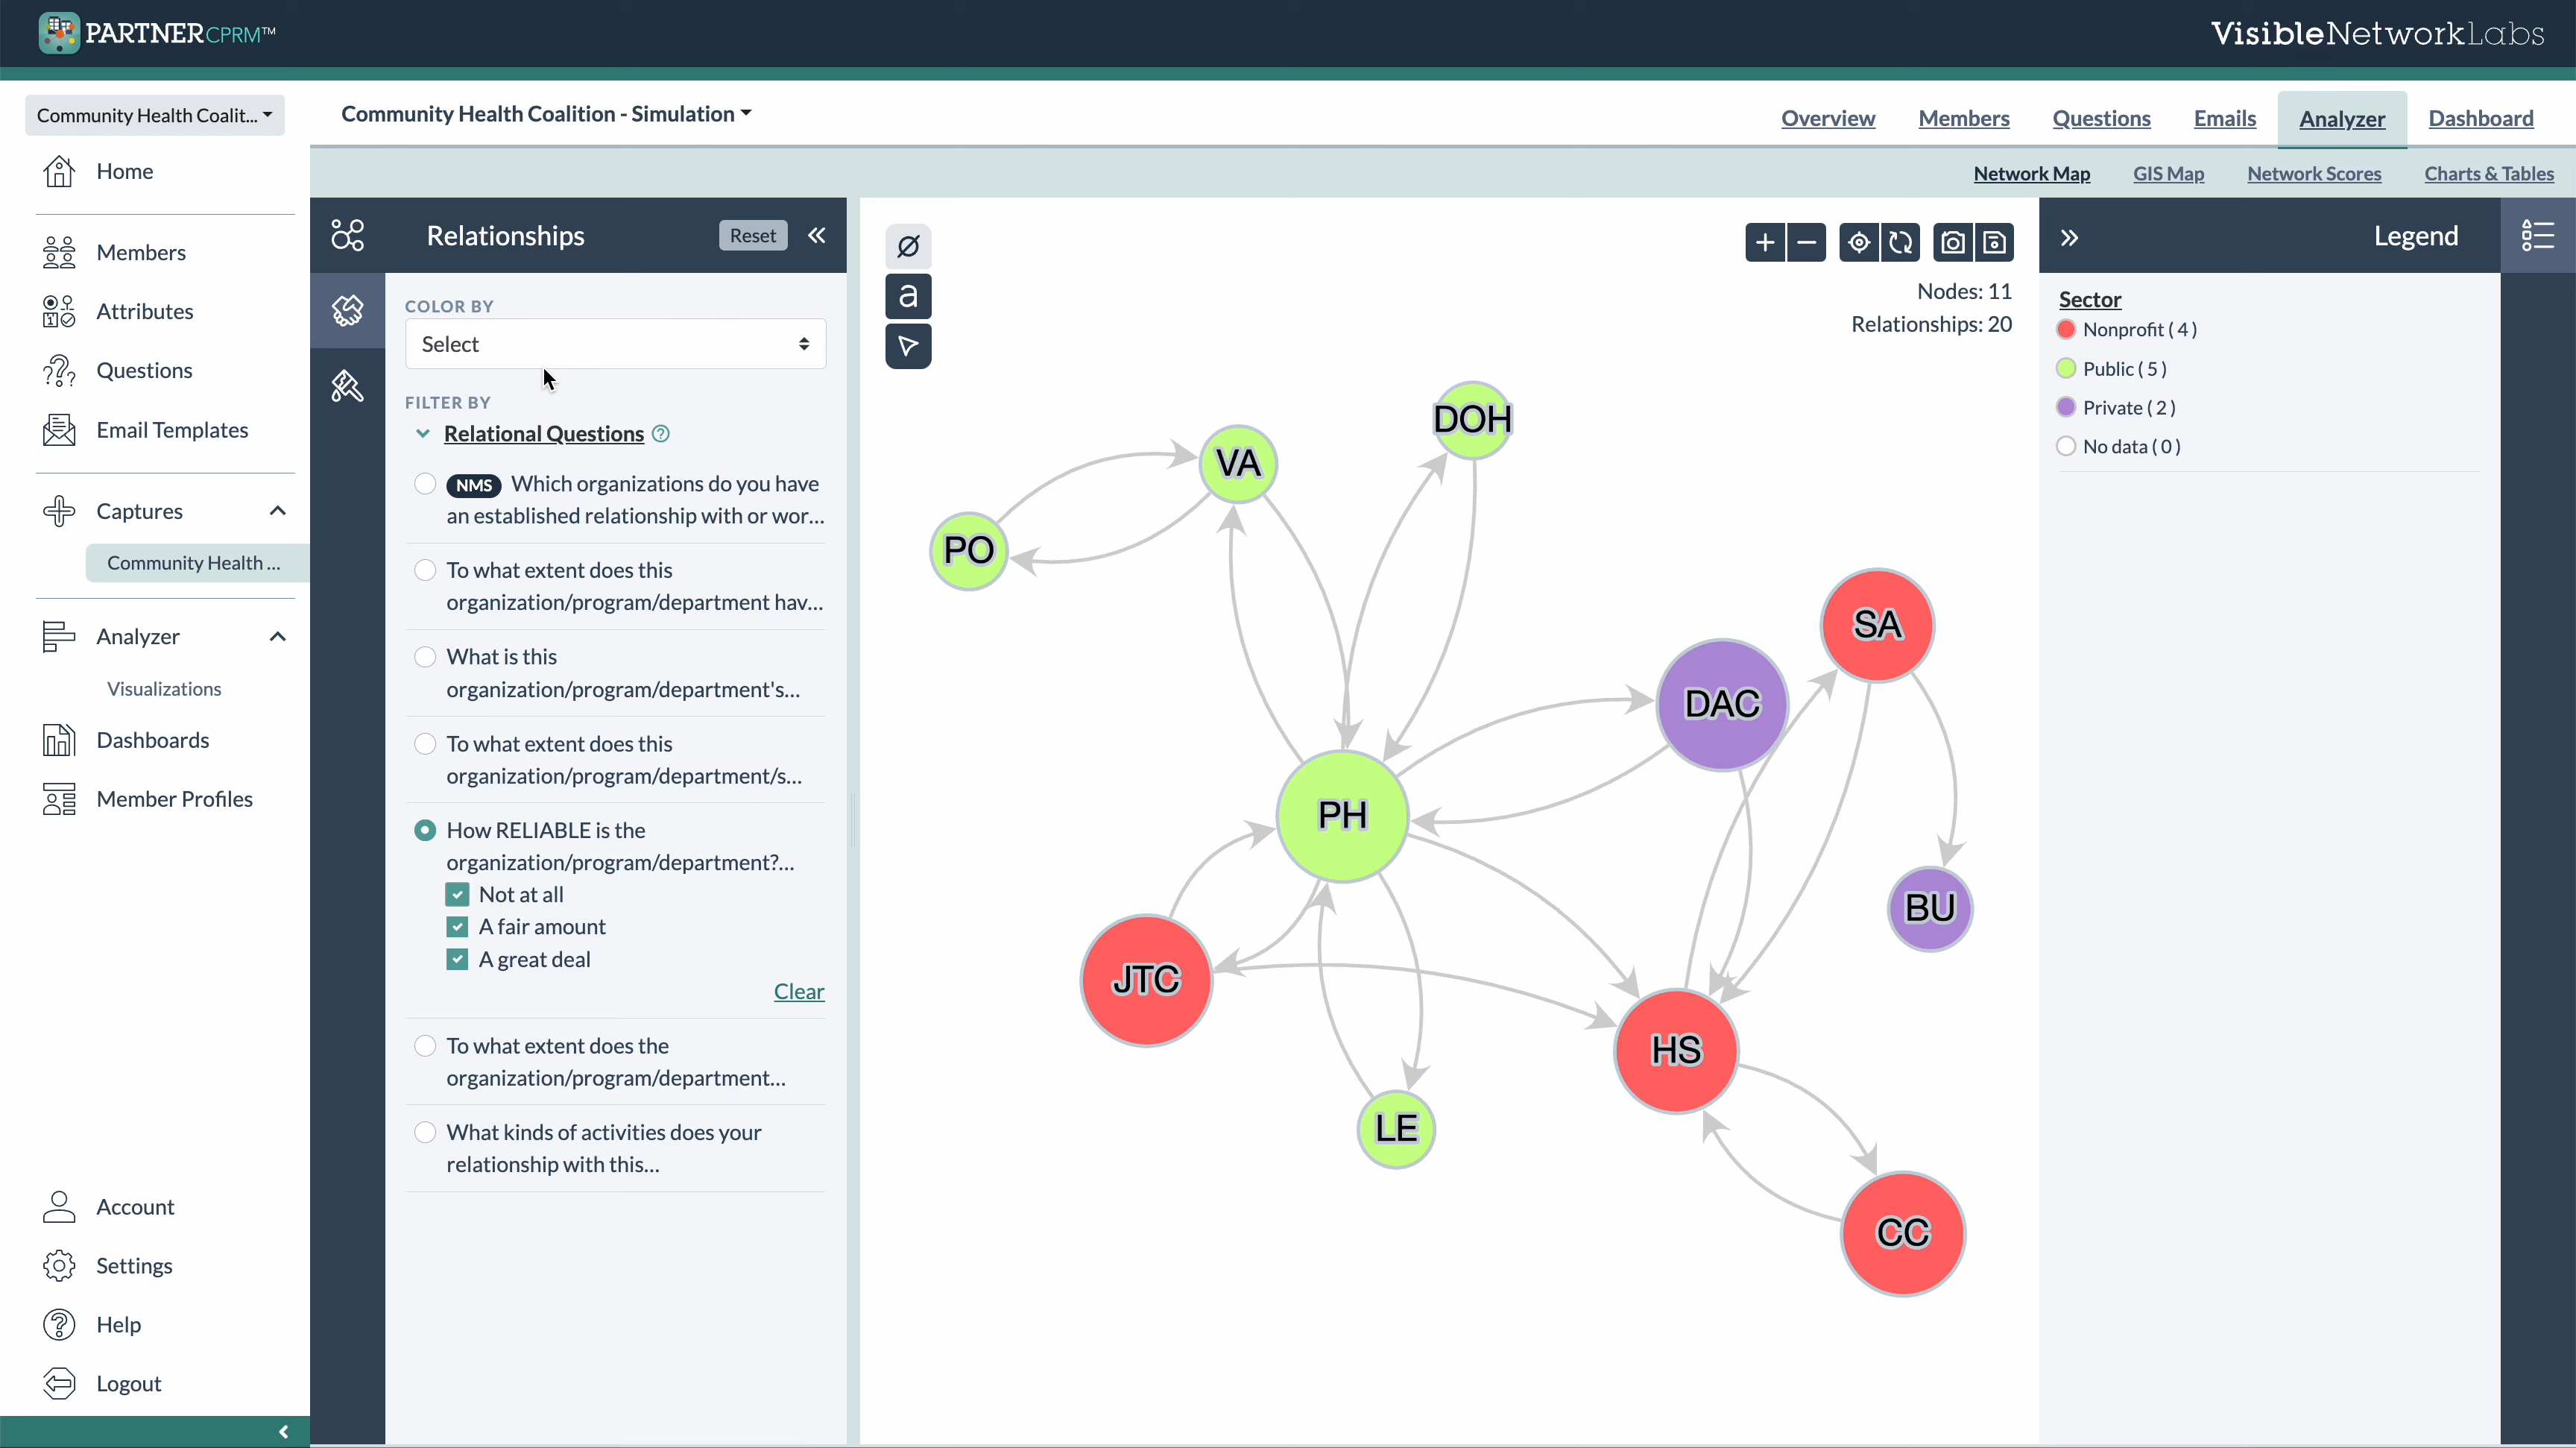 PARTNER CPRM™
VisibleNetworkLabs
Community Health Coalit...
Home
Members
Attributes
Questions
Email Templates
Captures
Community Health ...
Analyzer
Visualizations
Dashboards
Member Profiles
Account
Settings
Help
Logout
Community Health Coalition - Simulation
Overview Members Questions Emails Analyzer Dashboard
Network Map GIS Map Network Scores Charts & Tables
Relationships Reset
COLOR BY
Select
FILTER BY
Relational Questions ?
NMS Which organizations do you have
an established relationship with or wor...
To what extent does this
organization/program/department hav...
What is this
organization/program/department's...
To what extent does this
organization/program/department/s...
How RELIABLE is the
organization/program/department?...
Not at all
A fair amount
A great deal
Clear
To what extent does the
organization/program/department...
What kinds of activities does your
relationship with this...
a
Nodes: 11
Relationships: 20
DOH
VA
PO
SA
DAC
PH
BU
JTC
HS
LE
CC
Legend
Sector
Nonprofit ( 4 )
Public ( 5 )
Private ( 2 )
No data ( 0 )